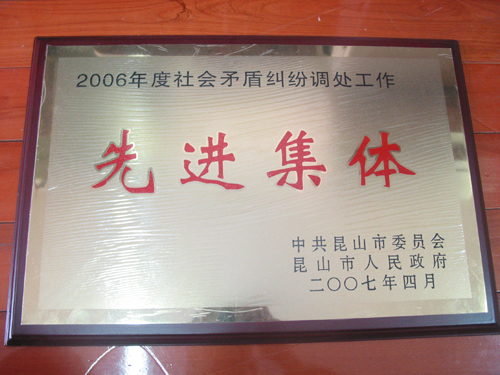 2006年度社会矛盾纠纷调处工作
先进集体
中共昆山市委员会
昆山市人民政府
二〇〇七年四月